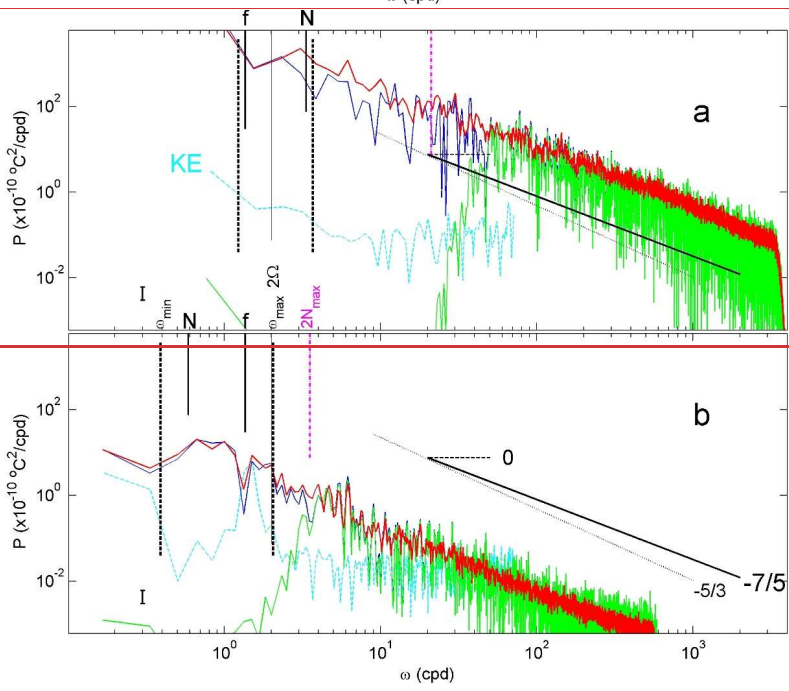 ω (cpd)
f
N
10²
10⁰
10⁻²
P (x10⁻¹⁰ °C²/cpd)
KE
a
I
ω_min
N
f
ω_max
2Ω
2N_max
10²
10⁰
10⁻²
P (x10⁻¹⁰ °C²/cpd)
b
0
-7/5
-5/3
I
10⁰
10¹
10²
10³
ω (cpd)